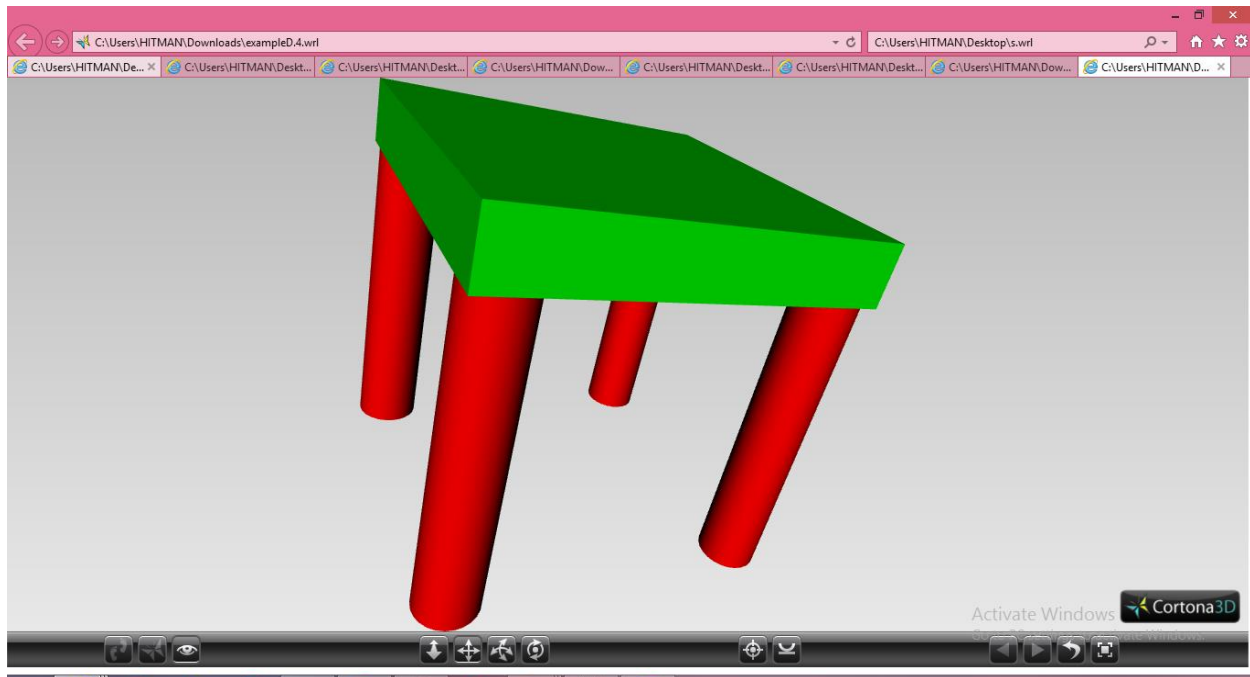 C:\Users\HITMAN\Downloads\exampleD.4.wrl
C:\Users\HITMAN\Desktop\s.wrl
C:\Users\HITMAN\De...
C:\Users\HITMAN\Deskt...
C:\Users\HITMAN\Deskt...
C:\Users\HITMAN\Dow...
C:\Users\HITMAN\Deskt...
C:\Users\HITMAN\Deskt...
C:\Users\HITMAN\Dow...
C:\Users\HITMAN\D...
Activate Windows
Cortona3D